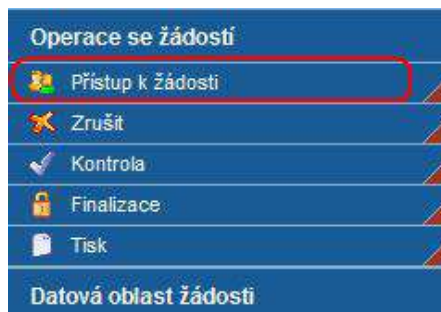 Operace se žádostí
Přístup k žádosti
Zrušit
Kontrola
Finalizace
Tisk
Datová oblast žádosti